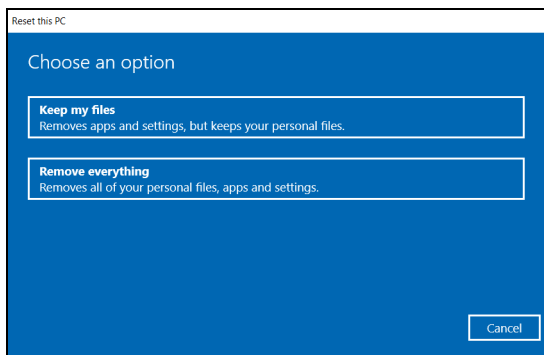 Reset this PC
Choose an option
Keep my files
Removes apps and settings, but keeps your personal files.
Remove everything
Removes all of your personal files, apps and settings.
Cancel